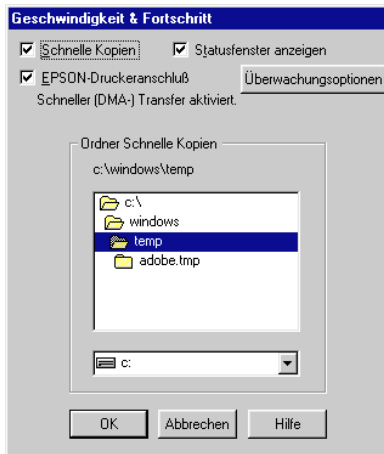 Geschwindigkeit & Fortschritt
Schnelle Kopien
Statusfenster anzeigen
EPSON-Druckeranschluß
Überwachungsoptionen
Schneller (DMA-) Transfer aktiviert.
Ordner Schnelle Kopien
c:\windows\temp
c:\
windows
temp
adobe.tmp
c:
OK
Abbrechen
Hilfe